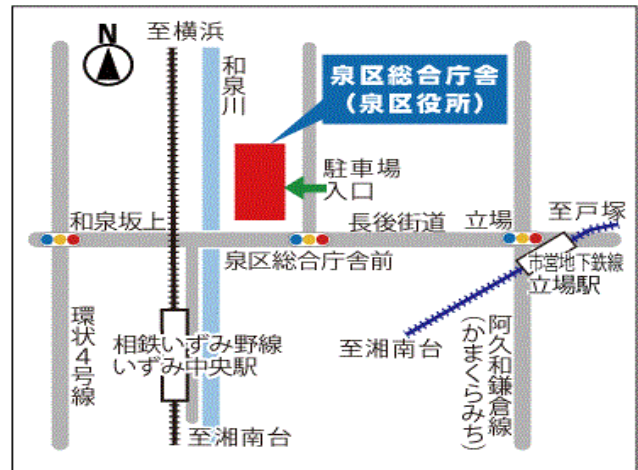 N
至横浜
和泉川
泉区総合庁舎
（泉区役所）
駐車場
入口
和泉坂上
長後街道
立場
至戸塚
泉区総合庁舎前
市営地下鉄線
立場駅
環状4号線
相鉄いずみ野線
いずみ中央駅
至湘南台
阿久和鎌倉線
（かまくらみち）
至湘南台